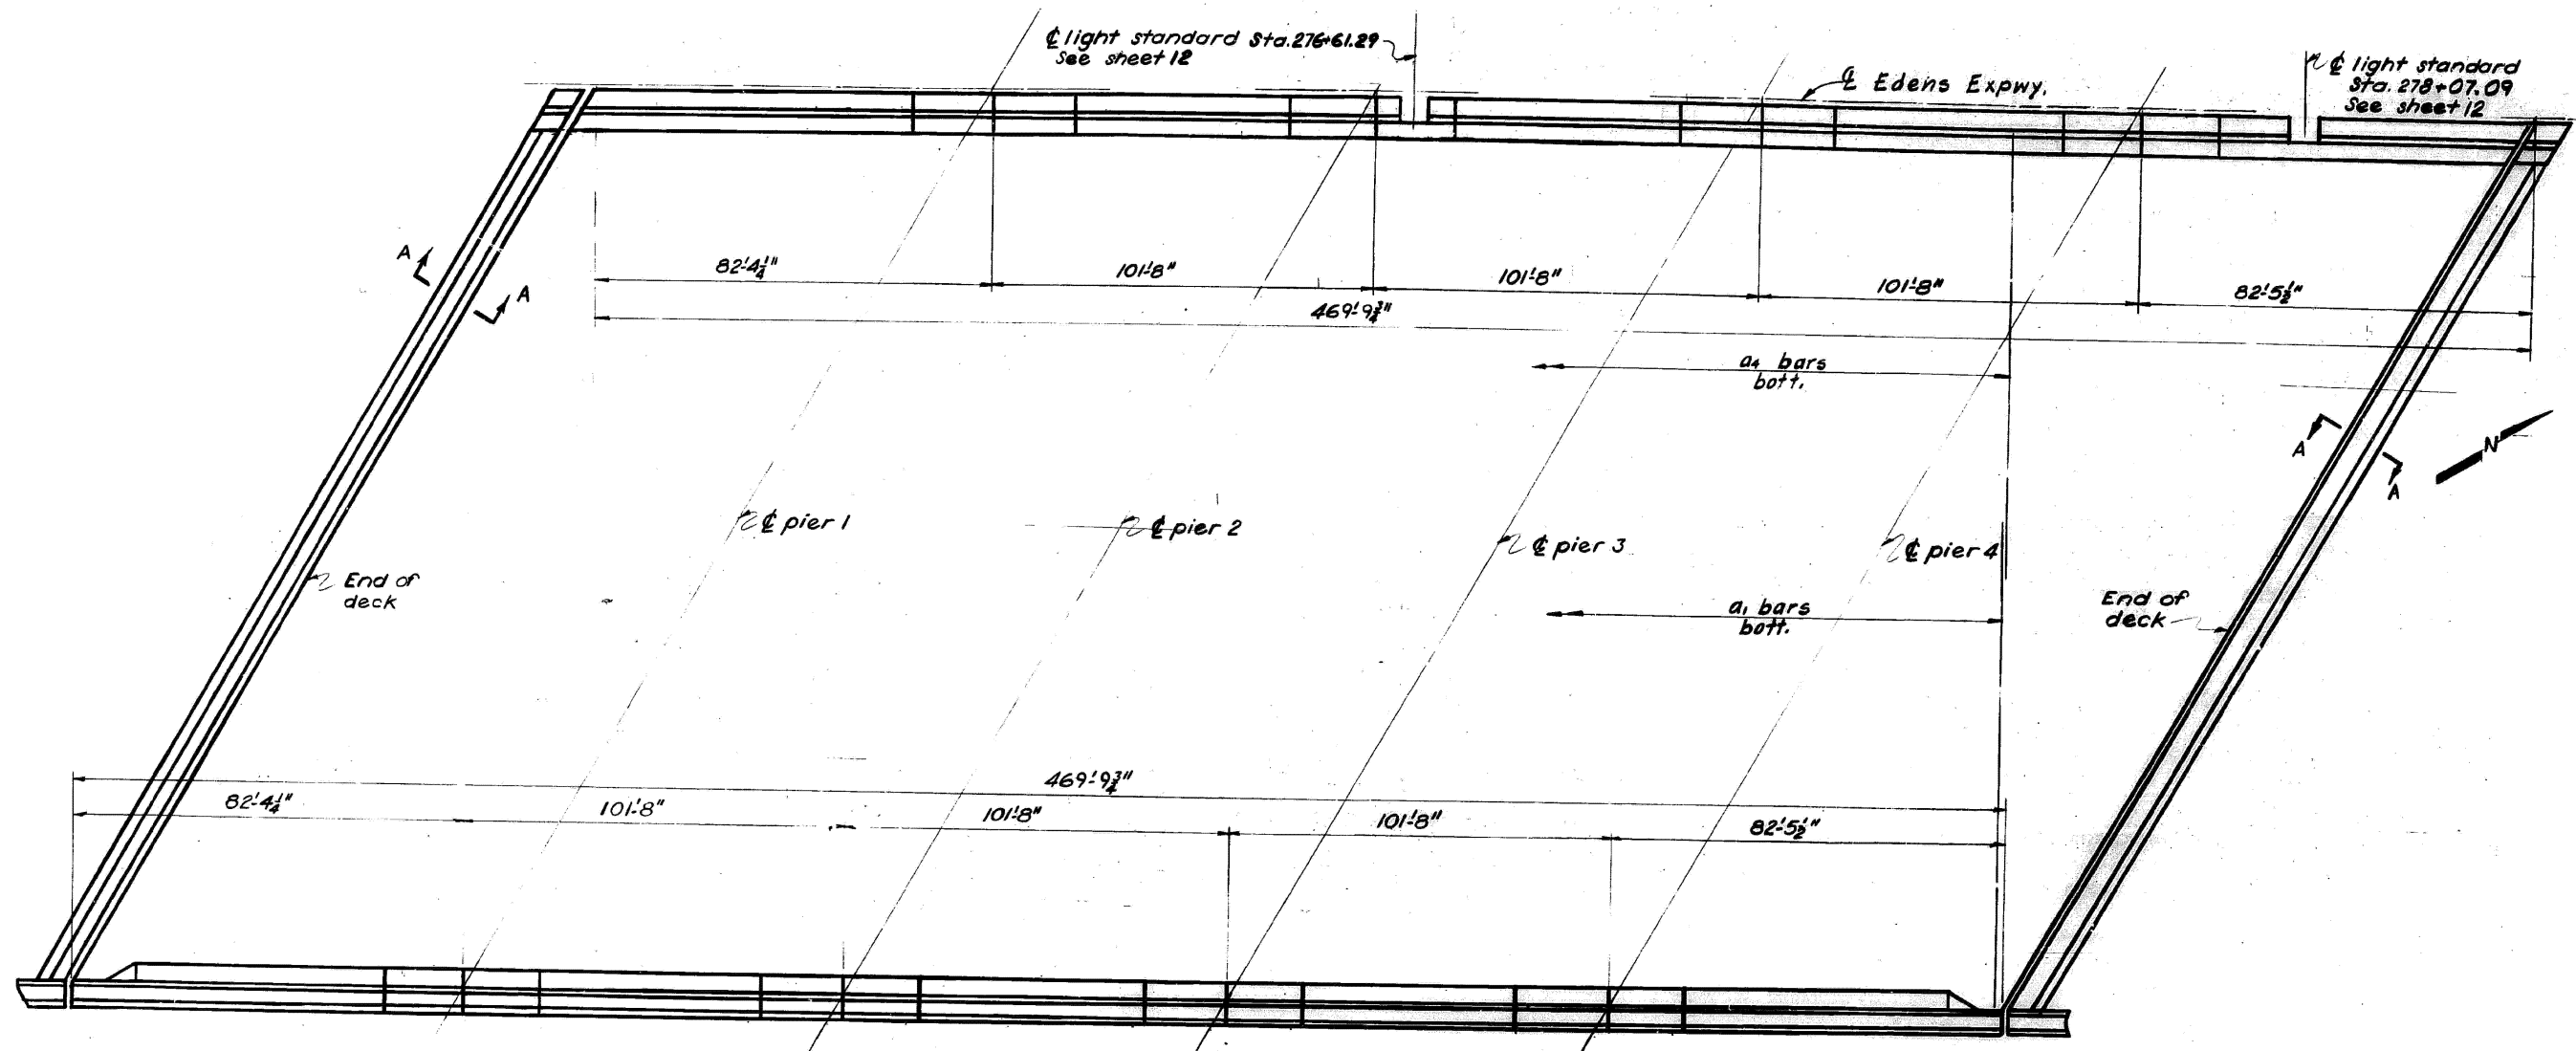 ℄ light standard Sta. 276+61.29
See sheet 12
℄ Edens Expwy.
℄ light standard
Sta. 278+07.09
See sheet 12
A
A
82'-4¼"
101'-8"
101'-8"
101'-8"
82'-5½"
469'-9¾"
a4 bars
bott.
A
A
N
℄ pier 1
℄ pier 2
℄ pier 3
℄ pier 4
End of
deck
a1 bars
bott.
End of
deck
469'-9¾"
82'-4¼"
101'-8"
101'-8"
101'-8"
82'-5½"